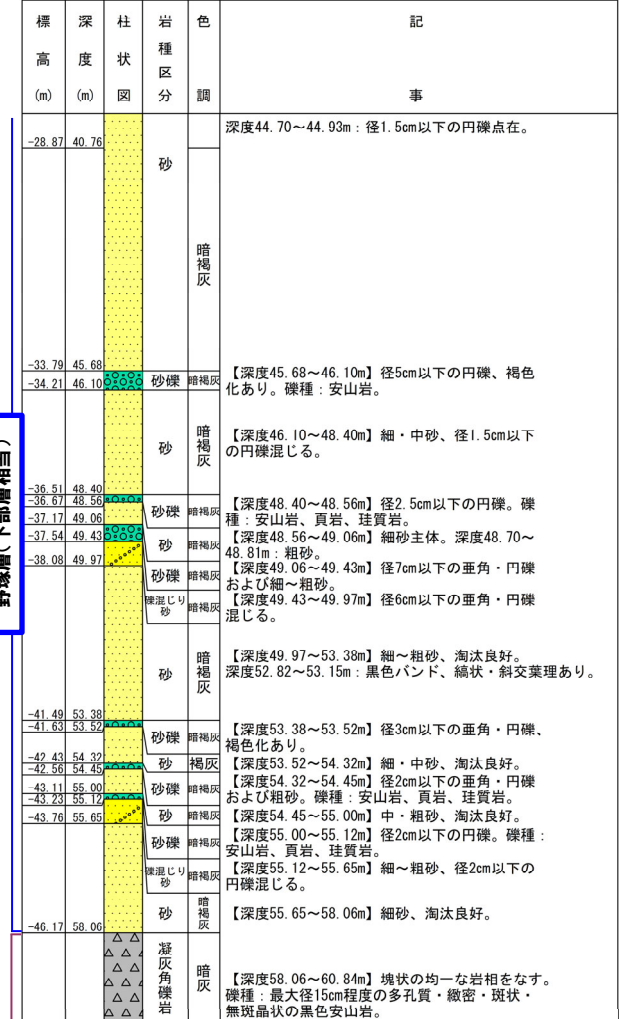 標高(m) 深度(m) 柱状図 岩種区分 色調 記事
深度44.70～44.93m：径1.5cm以下の円礫点在。
-28.87 40.76
砂
暗褐灰
-33.79 45.68
-34.21 46.10 砂礫 暗褐灰
【深度45.68～46.10m】径5cm以下の円礫、褐色
化あり。礫種：安山岩。
砂 暗褐灰
【深度46.10～48.40m】細・中砂、径1.5cm以下
の円礫混じる。
-36.51 48.40
-36.67 48.56
砂礫 暗褐灰
【深度48.40～48.56m】径2.5cm以下の円礫。礫
種：安山岩、頁岩、珪質岩。
-37.17 49.06
砂 暗褐灰
【深度48.56～49.06m】細砂主体。深度48.70～
48.81m：粗砂。
-37.54 49.43
砂礫 暗褐灰
【深度49.06～49.43m】径7cm以下の亜角・円礫
および細～粗砂。
-38.08 49.97
礫混じり砂 暗褐灰
【深度49.43～49.97m】径6cm以下の亜角・円礫
混じる。
野塚層(下部層相当)
砂 暗褐灰
【深度49.97～53.38m】細～粗砂、淘汰良好。
深度52.82～53.15m：黒色バンド、縞状・斜交葉理あり。
-41.49 53.38
-41.63 53.52
砂礫 暗褐灰
【深度53.38～53.52m】径3cm以下の亜角・円礫、
褐色化あり。
-42.43 54.32
砂 褐灰
【深度53.52～54.32m】細・中砂、淘汰良好。
-42.56 54.45
砂礫 暗褐灰
【深度54.32～54.45m】径2cm以下の亜角・円礫
および粗砂。礫種：安山岩、頁岩、珪質岩。
-43.11 55.00
砂 暗褐灰
【深度54.45～55.00m】中・粗砂、淘汰良好。
-43.23 55.12
砂礫 暗褐灰
【深度55.00～55.12m】径2cm以下の円礫。礫種：
安山岩、頁岩、珪質岩。
-43.76 55.65
礫混じり砂 暗褐灰
【深度55.12～55.65m】細～粗砂、径2cm以下の
円礫混じる。
砂 暗褐灰
【深度55.65～58.06m】細砂、淘汰良好。
-46.17 58.06
凝灰角礫岩 暗灰
【深度58.06～60.84m】塊状の均一な岩相をなす。
礫種：最大径15cm程度の多孔質・緻密・斑状・
無斑晶状の黒色安山岩。